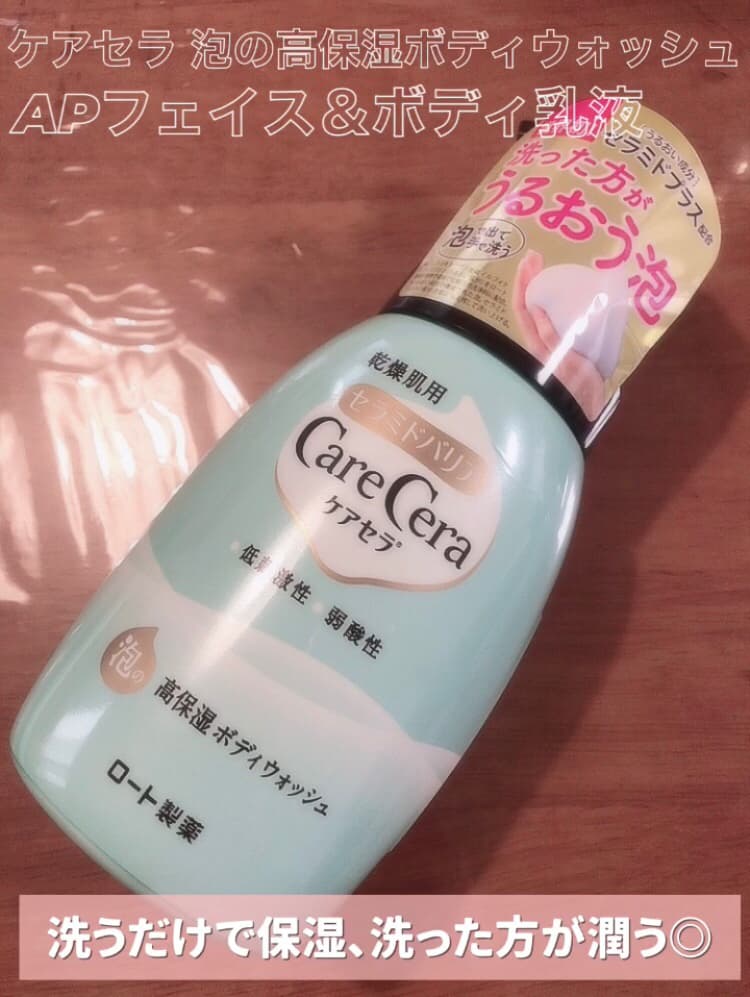 ケアセラ 泡の高保湿ボディウォッシュ
APフェイス&ボディ乳液
うるおい成分
セラミドプラス配合
洗った方が
うるおう泡
泡で出て
手で洗う
乾燥肌用
セラミドバリア
CareCera
ケアセラ®
低刺激性・弱酸性
泡の
高保湿ボディウォッシュ
ロート製薬
洗うだけで保湿、洗った方が潤う◎